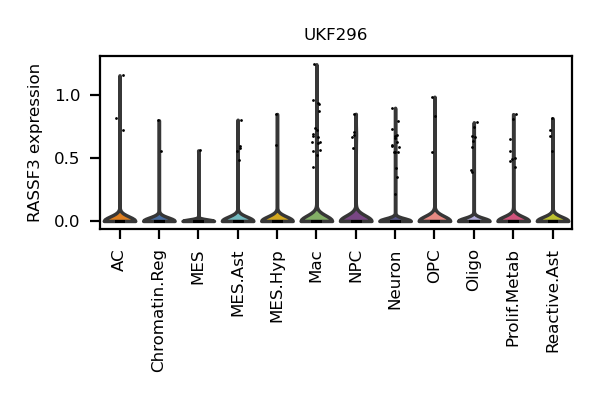 UKF296
RASSF3 expression
1.0
0.5
0.0
AC
Chromatin.Reg
MES
MES.Ast
MES.Hyp
Mac
NPC
Neuron
OPC
Oligo
Prolif.Metab
Reactive.Ast